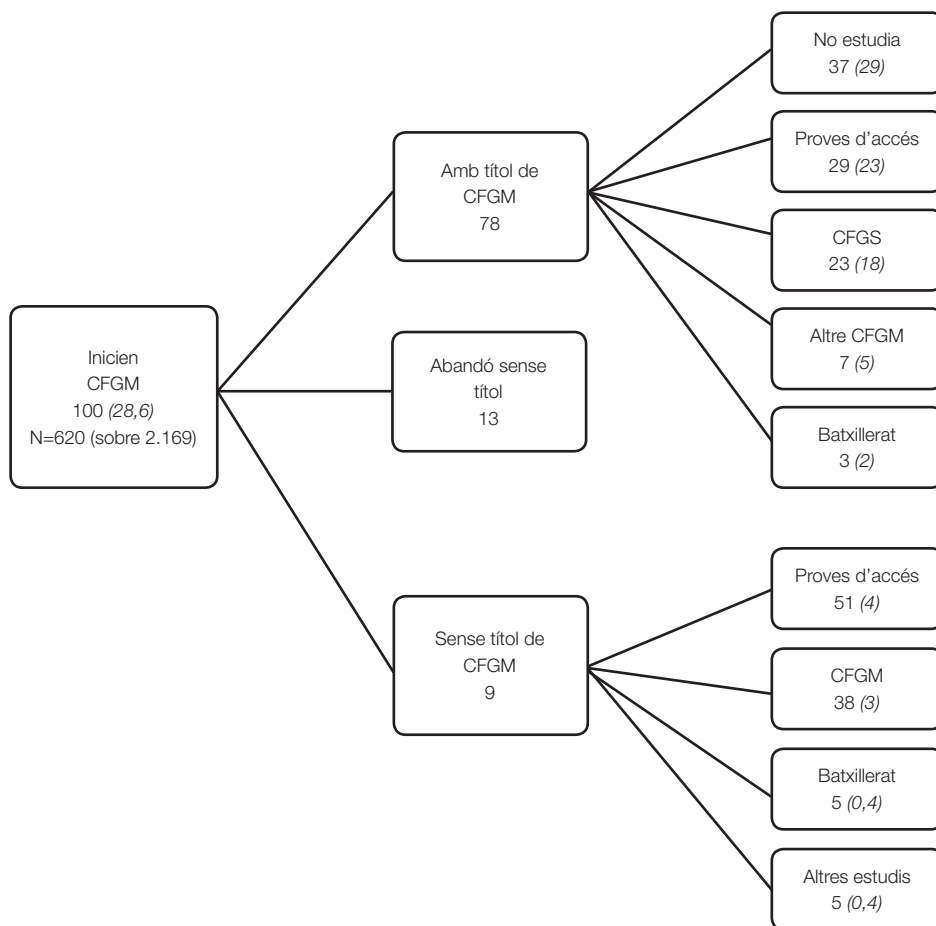 Inicien
CFGM
100 (28,6)
N=620 (sobre 2.169)
Amb títol de
CFGM
78
No estudia
37 (29)
Proves d'accés
29 (23)
CFGS
23 (18)
Altre CFGM
7 (5)
Batxillerat
3 (2)
Abandó sense
títol
13
Sense títol de
CFGM
9
Proves d'accés
51 (4)
CFGM
38 (3)
Batxillerat
5 (0,4)
Altres estudis
5 (0,4)